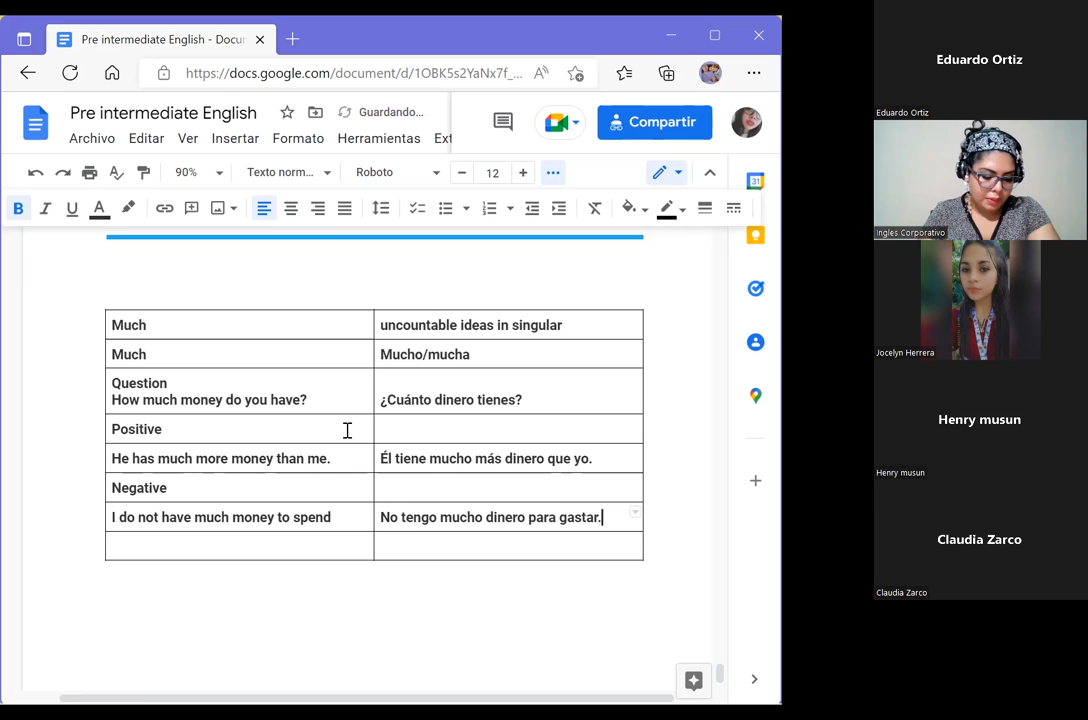 Pre intermediate English - Docur
https://docs.google.com/document/d/1OBK5s2YaNx7f_...
Pre intermediate English
Guardando...
Archivo Editar Ver Insertar Formato Herramientas Ext
Compartir
90% Texto norm... Roboto 12
B I U A
31
Much uncountable ideas in singular
Much Mucho/mucha
Question
How much money do you have? ¿Cuánto dinero tienes?
Positive
He has much more money than me. Él tiene mucho más dinero que yo.
Negative
I do not have much money to spend No tengo mucho dinero para gastar.
Eduardo Ortiz
Eduardo Ortiz
Ingles Corporativo
Jocelyn Herrera
Henry musun
Henry musun
Claudia Zarco
Claudia Zarco